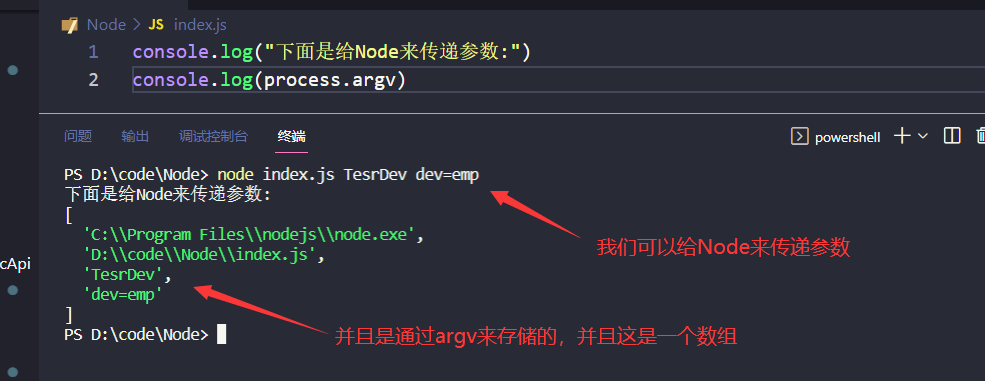 Node > JS index.js
1 console.log("下面是给Node来传递参数:")
2 console.log(process.argv)
问题 输出 调试控制台 终端 powershell
PS D:\code\Node> node index.js TesrDev dev=emp
下面是给Node来传递参数:
[
'C:\\Program Files\\nodejs\\node.exe',
我们可以给Node来传递参数
'D:\\code\\Node\\index.js',
cApi
'TesrDev',
'dev=emp'
]
PS D:\code\Node>
并且是通过argv来存储的，并且这是一个数组